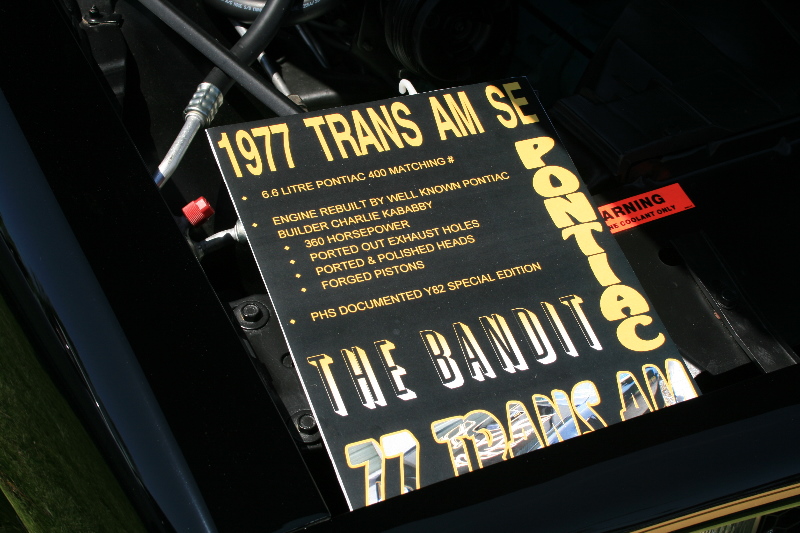 1977 TRANS AM SE
PONTIAC
6.6 LITRE PONTIAC 400 MATCHING #
ENGINE REBUILT BY WELL KNOWN PONTIAC
BUILDER CHARLIE KABABBY
360 HORSEPOWER
PORTED OUT EXHAUST HOLES
PORTED & POLISHED HEADS
FORGED PISTONS
PHS DOCUMENTED Y82 SPECIAL EDITION
THE BANDIT
77 TRANS AM
ARNING
COOLANT ONLY